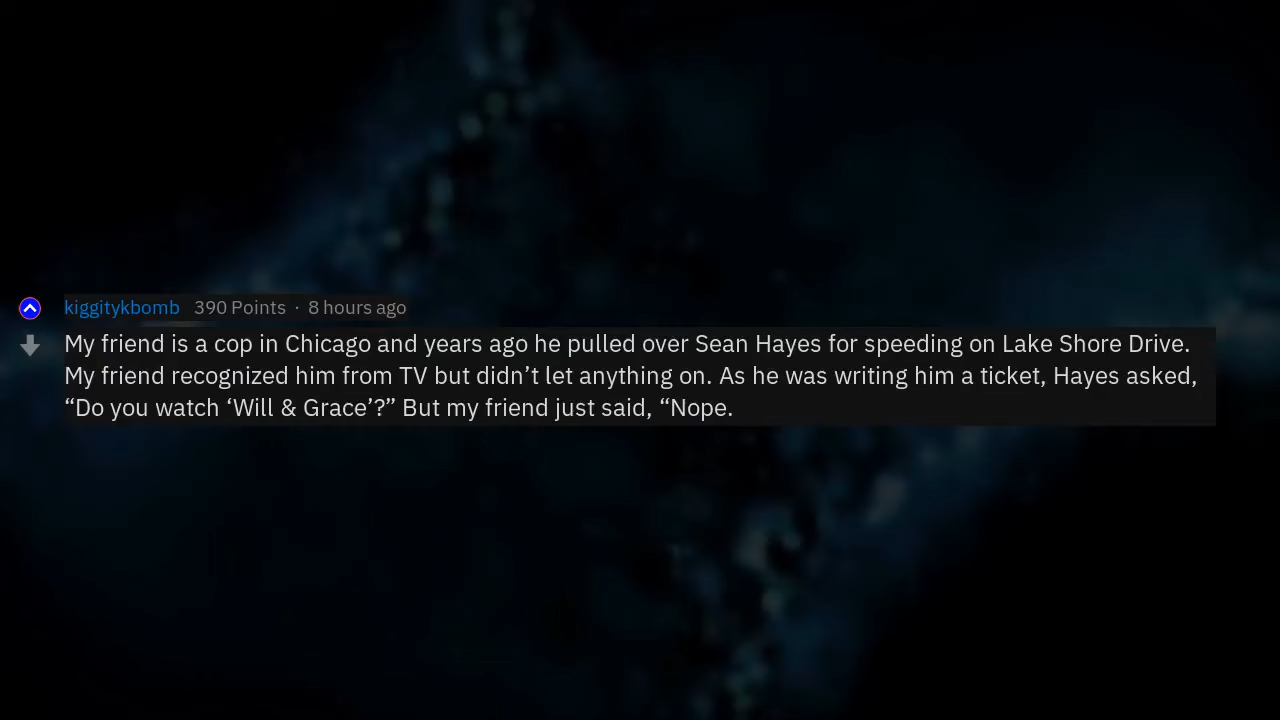 kiggitykbomb 390 Points · 8 hours ago
My friend is a cop in Chicago and years ago he pulled over Sean Hayes for speeding on Lake Shore Drive.
My friend recognized him from TV but didn’t let anything on. As he was writing him a ticket, Hayes asked,
“Do you watch ‘Will & Grace’?” But my friend just said, “Nope.